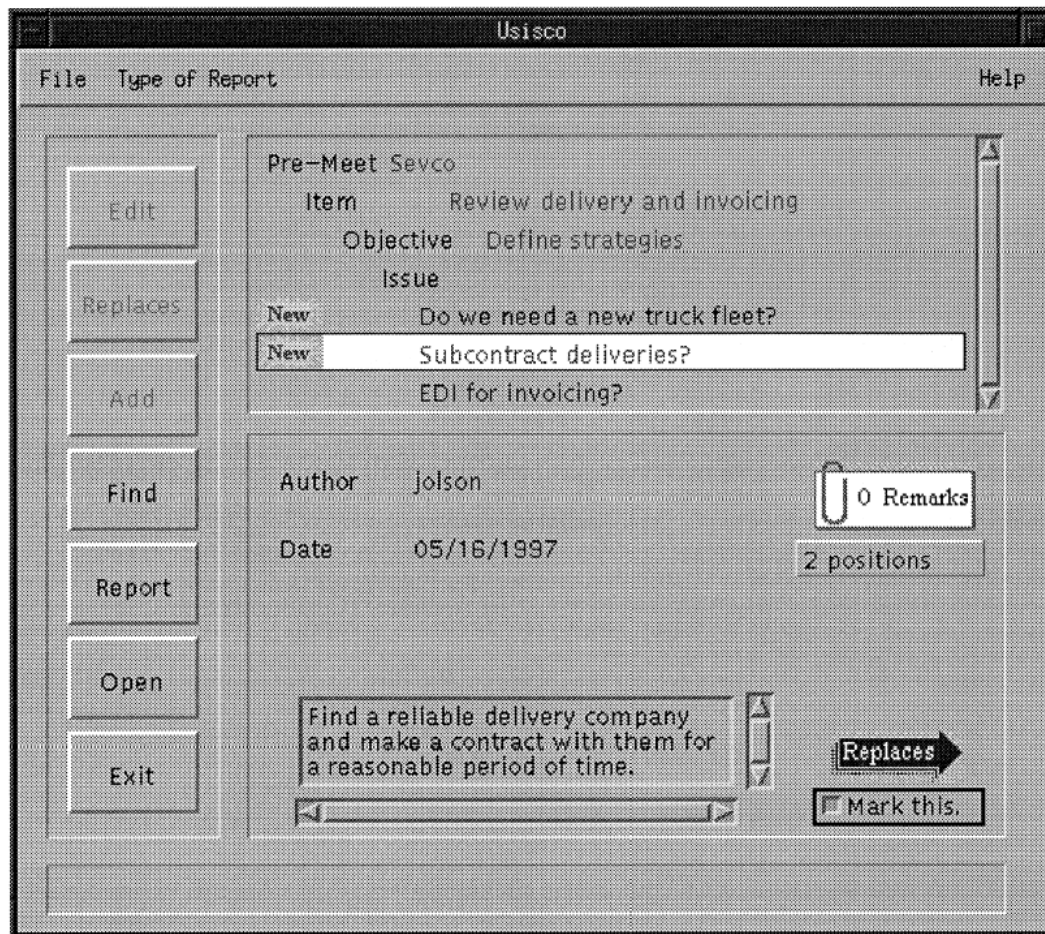 Usisco
File Type of Report Help
Edit
Replaces
Add
Find
Report
Open
Exit
Pre-Meet Sevco
Item Review delivery and invoicing
Objective Define strategies
Issue
New Do we need a new truck fleet?
New Subcontract deliveries?
EDI for invoicing?
Author jolson
0 Remarks
Date 05/16/1997
2 positions
Find a reliable delivery company
and make a contract with them for
a reasonable period of time.
Replaces
Mark this.